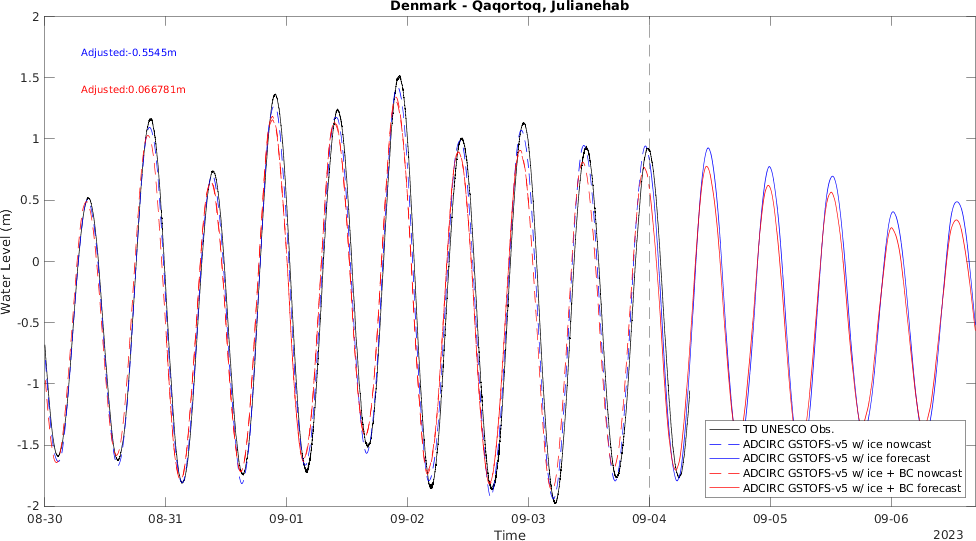 Denmark - Qaqortoq, Julianehab
Adjusted:-0.5545m
Adjusted:0.066781m
Water Level (m)
2
1.5
1
0.5
0
-0.5
-1
-1.5
-2
TD UNESCO Obs.
ADCIRC GSTOFS-v5 w/ ice nowcast
ADCIRC GSTOFS-v5 w/ ice forecast
ADCIRC GSTOFS-v5 w/ ice + BC nowcast
ADCIRC GSTOFS-v5 w/ ice + BC forecast
08-30 08-31 09-01 09-02 09-03 09-04 09-05 09-06
Time
2023